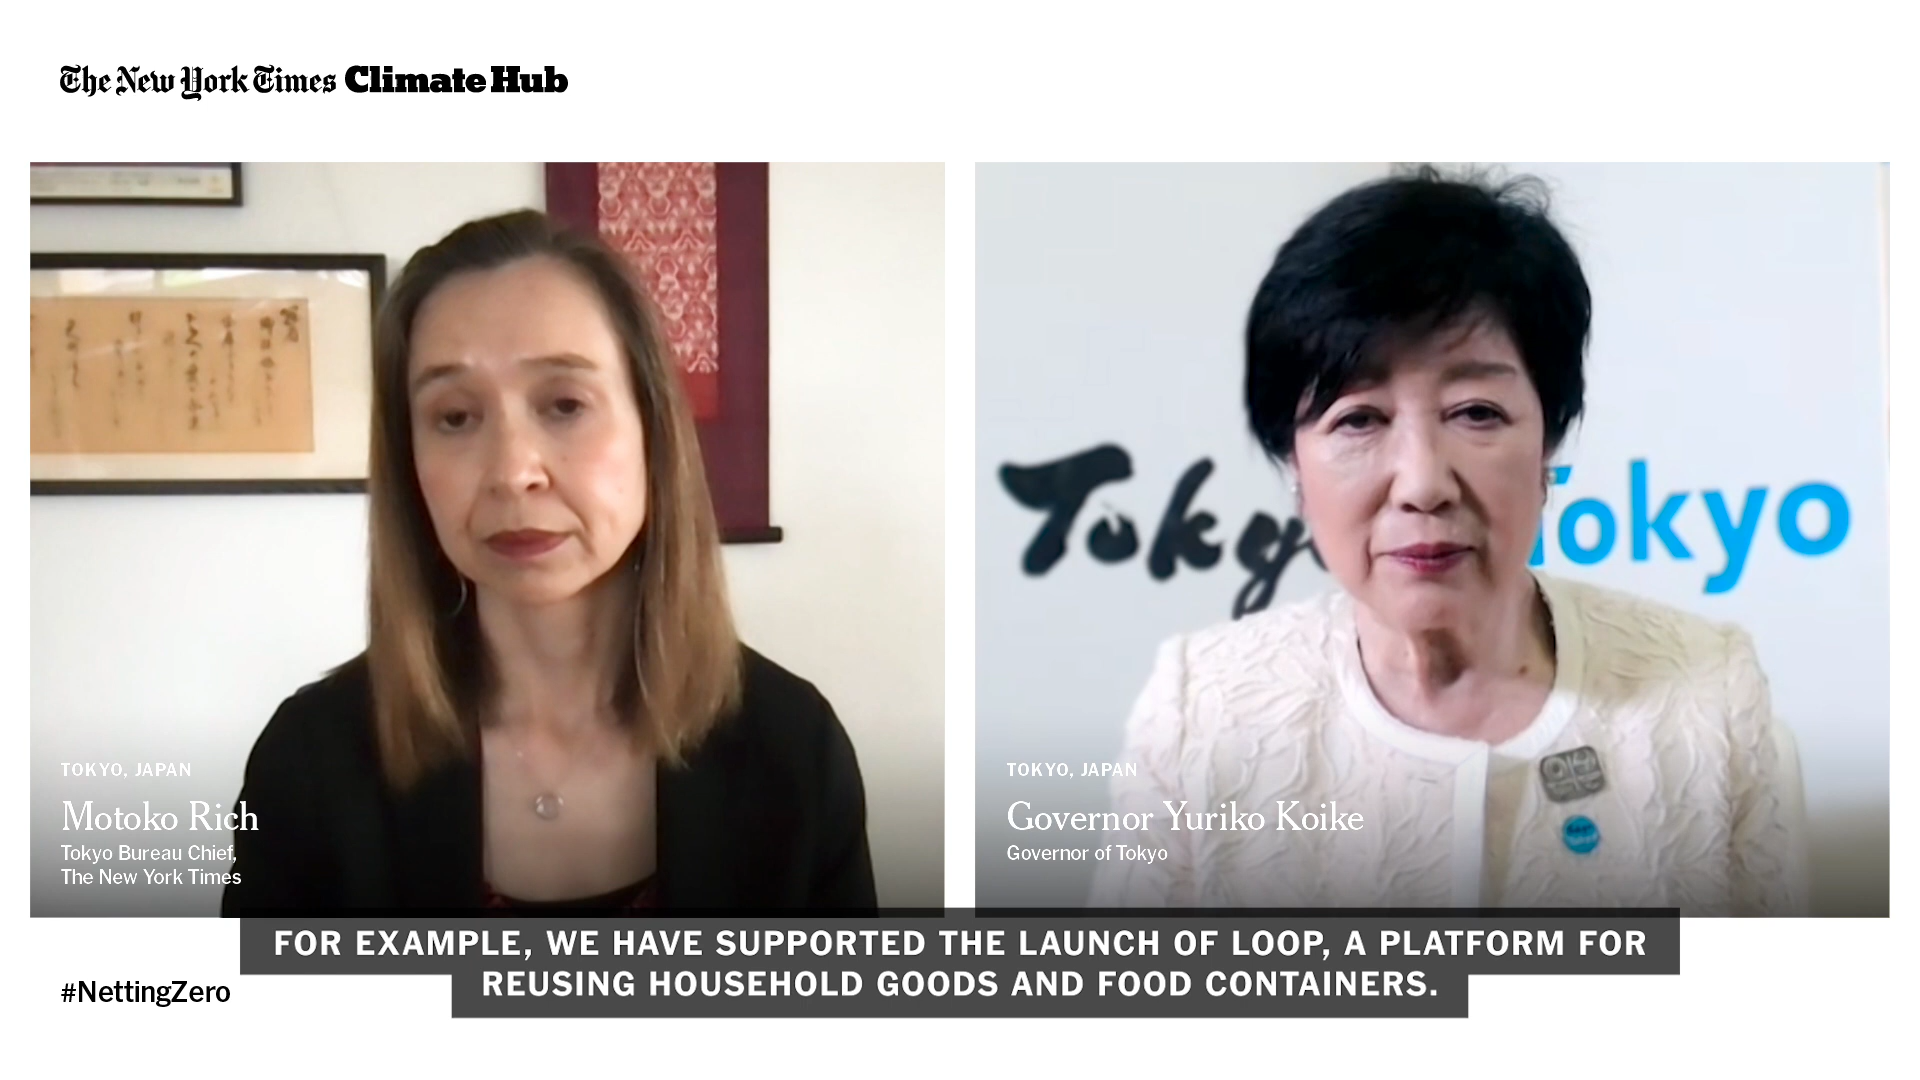 The New York Times Climate Hub
Tokyo
Tokyo
TOKYO, JAPAN
Motoko Rich
Tokyo Bureau Chief,
The New York Times
TOKYO, JAPAN
Governor Yuriko Koike
Governor of Tokyo
FOR EXAMPLE, WE HAVE SUPPORTED THE LAUNCH OF LOOP, A PLATFORM FOR
REUSING HOUSEHOLD GOODS AND FOOD CONTAINERS.
#NettingZero